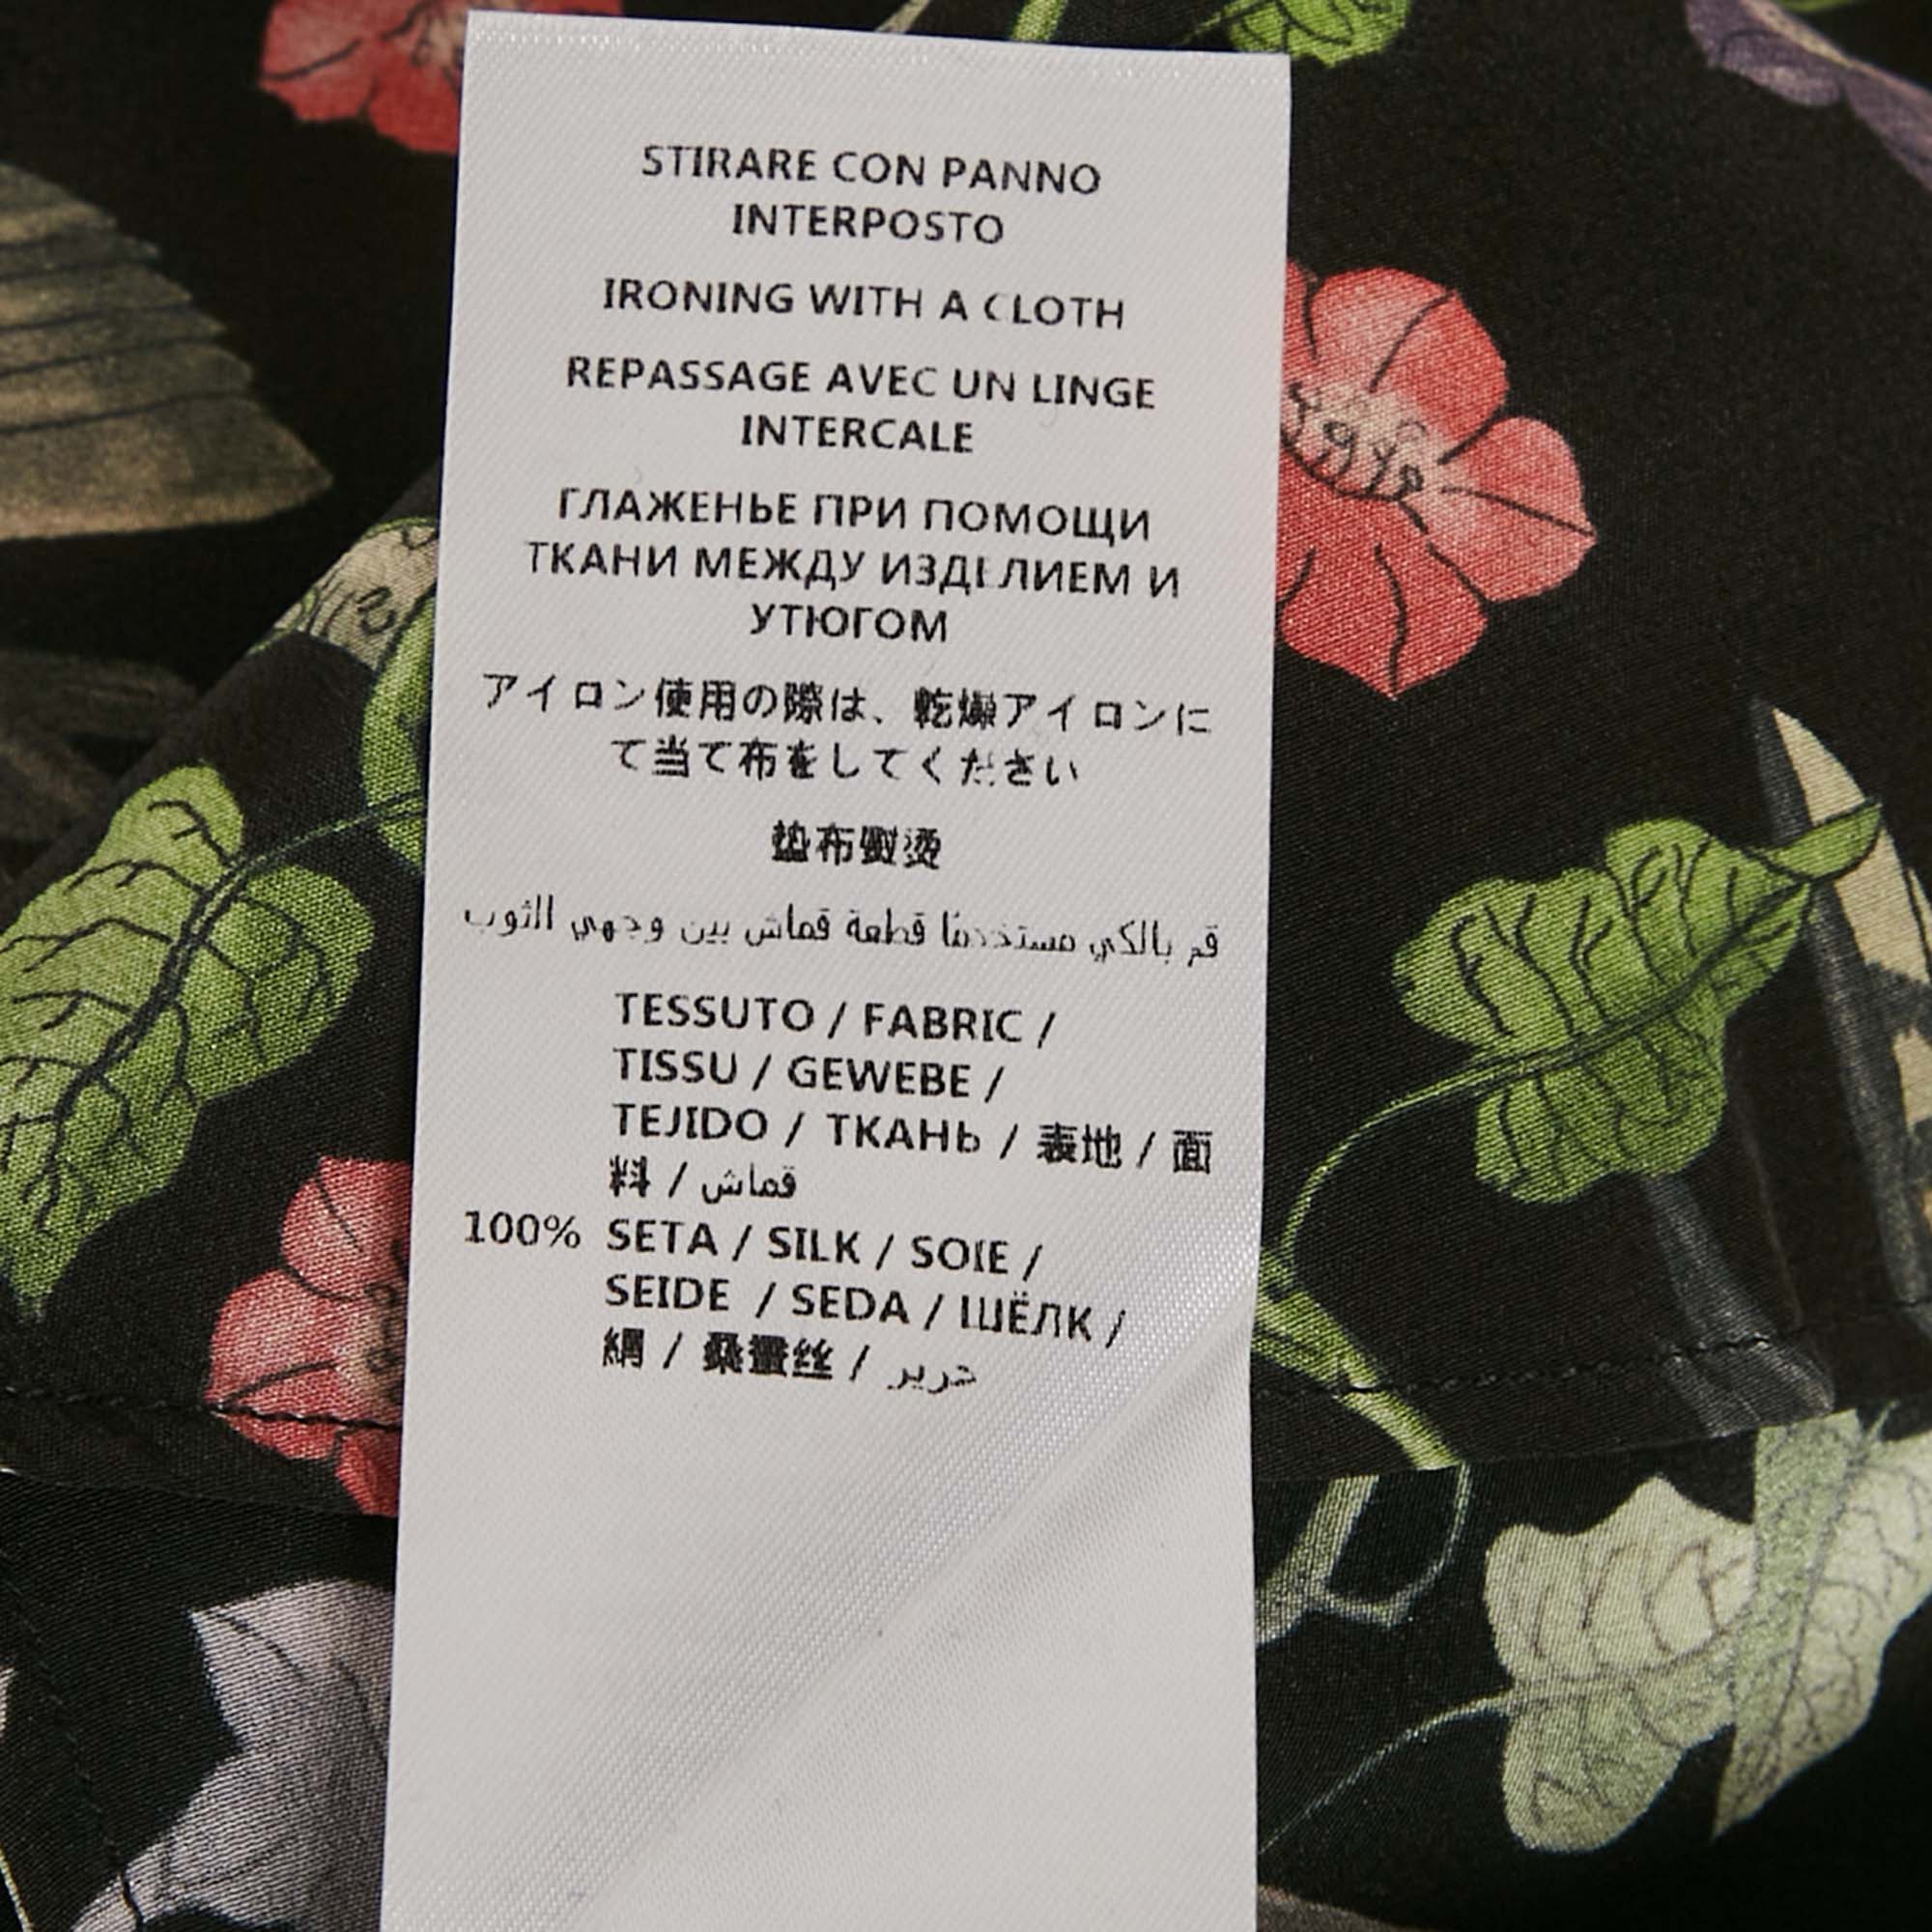 STIRARE CON PANNO
INTERPOSTO
IRONING WITH A CLOTH
REPASSAGE AVEC UN LINGE
INTERCALE
ГЛАЖЕНЬЕ ПРИ ПОМОЩИ
ТКАНИ МЕЖДУ ИЗДЕЛИЕМ И
УТЮГОМ
アイロン使用の際は、乾燥アイロンに
て当て布をしてください
垫布熨烫
قم بالكي مستخدمًا قطعة قماش بين وجهي الثوب
TESSUTO / FABRIC /
TISSU / GEWEBE /
TEJIDO / ТКАНЬ / 表地 / 面
料 / قماش
100% SETA / SILK / SOIE /
SEIDE / SEDA / ШЁЛК /
絹 / 桑蚕丝 / حرير